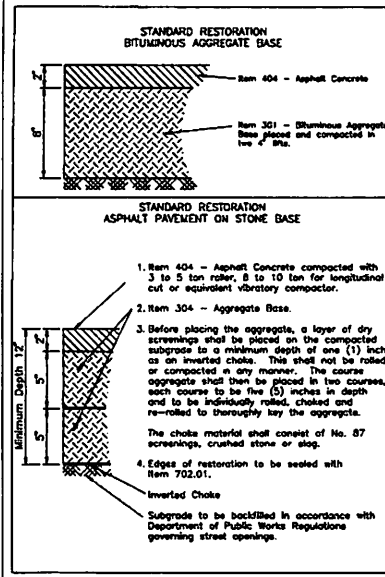 STANDARD RESTORATION
BITUMINOUS AGGREGATE BASE
2"
Item 404 - Asphalt Concrete
8"
Item 301 - Bituminous Aggregate
Base placed and compacted in
two 4" lifts.
STANDARD RESTORATION
ASPHALT PAVEMENT ON STONE BASE
1. Item 404 - Asphalt Concrete compacted with
3 to 5 ton roller, 8 to 10 ton for longitudinal
cut or equivalent vibratory compactor.
2. Item 304 - Aggregate Base.
3. Before placing the aggregate, a layer of dry
screenings shall be placed on the compacted
subgrade to a minimum depth of one (1) inch
as an inverted choke. This shall not be rolled
or compacted in any manner. The course
aggregate shall then be placed in two courses,
each course to be five (5) inches in depth
and to be individually rolled, choked and
re-rolled to thoroughly key the aggregate.
The choke material shall consist of No. 87
screenings, crushed stone or slag.
4. Edges of restoration to be sealed with
Item 702.01.
Minimum Depth 12"
2"
5"
5"
Inverted Choke
Subgrade to be backfilled in accordance with
Department of Public Works Regulations
governing street openings.